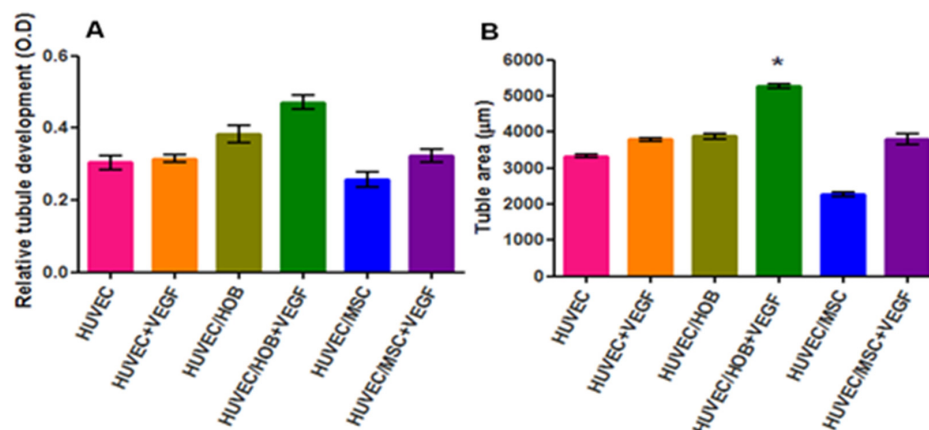 A
Relative tubule development (O.D)
0.6
0.4
0.2
0.0
HUVEC
HUVEC+VEGF
HUVEC/HOB
HUVEC/HOB+VEGF
HUVEC/MSC
HUVEC/MSC+VEGF
B
Tuble area (μm)
6000
5000
4000
3000
2000
1000
0
*
HUVEC
HUVEC+VEGF
HUVEC/HOB
HUVEC/HOB+VEGF
HUVEC/MSC
HUVEC/MSC+VEGF